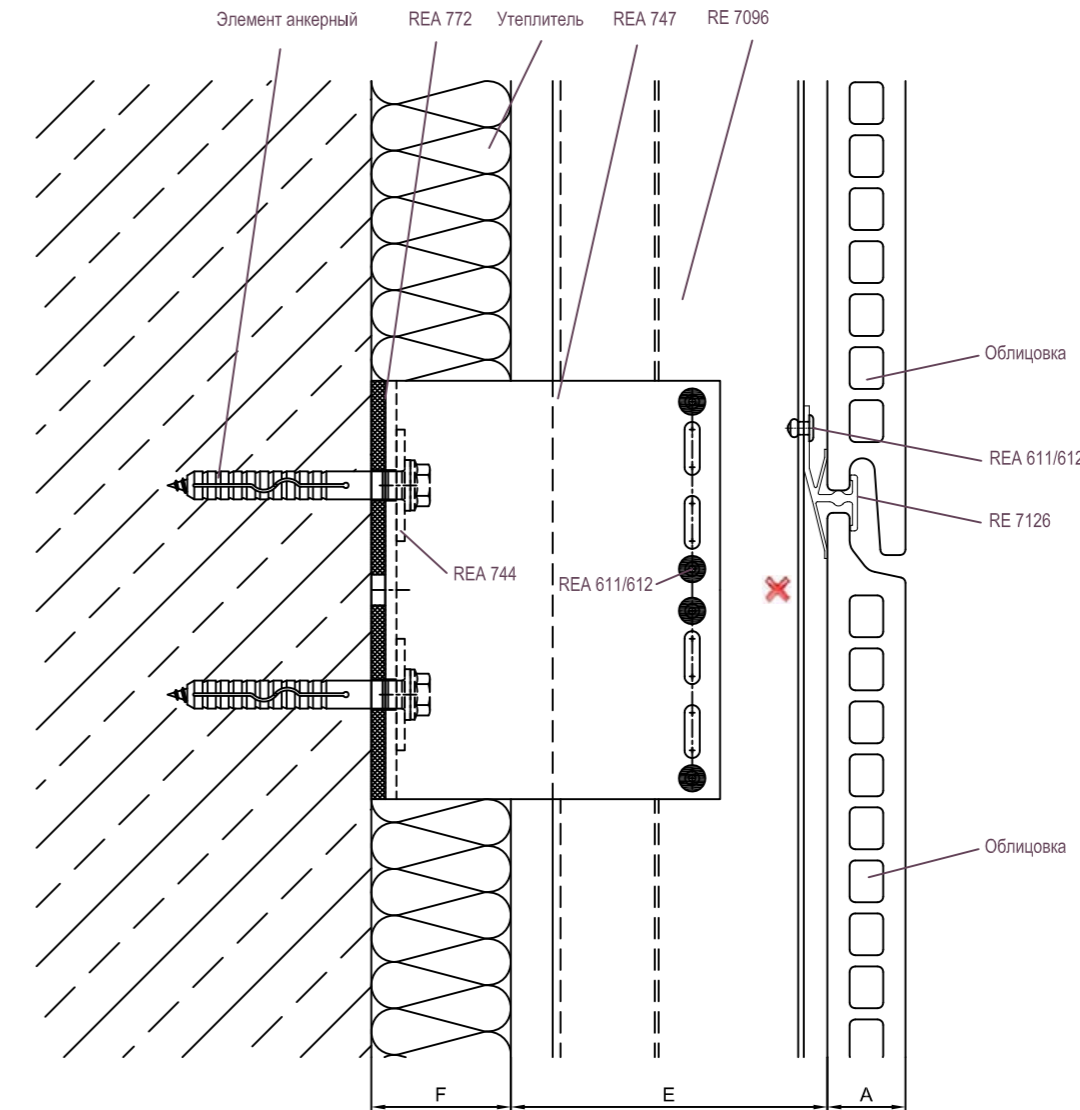 Элемент анкерный
REA 772
Утеплитель
REA 747
RE 7096
Облицовка
REA 611/612
RE 7126
REA 744
REA 611/612
Облицовка
F
E
A